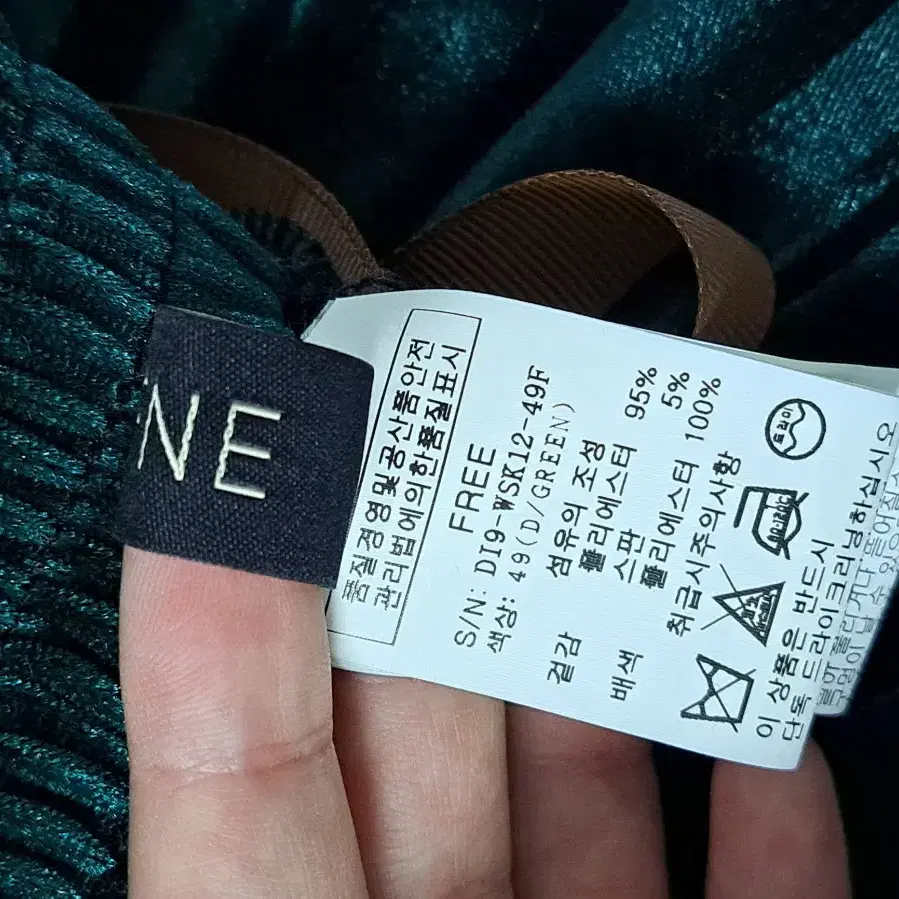 NE
품질경영및공산품안전
관리법에의한품질표시
FREE
S/N: DI9-WSK12-49F
색상: 49(D/GREEN)
섬유의 조성
겉감 폴리에스터 95%
스판 5%
배색 폴리에스터 100%
취급시주의사항
드라이
이 상품은 반드시
단독 드라이크리닝하십시오